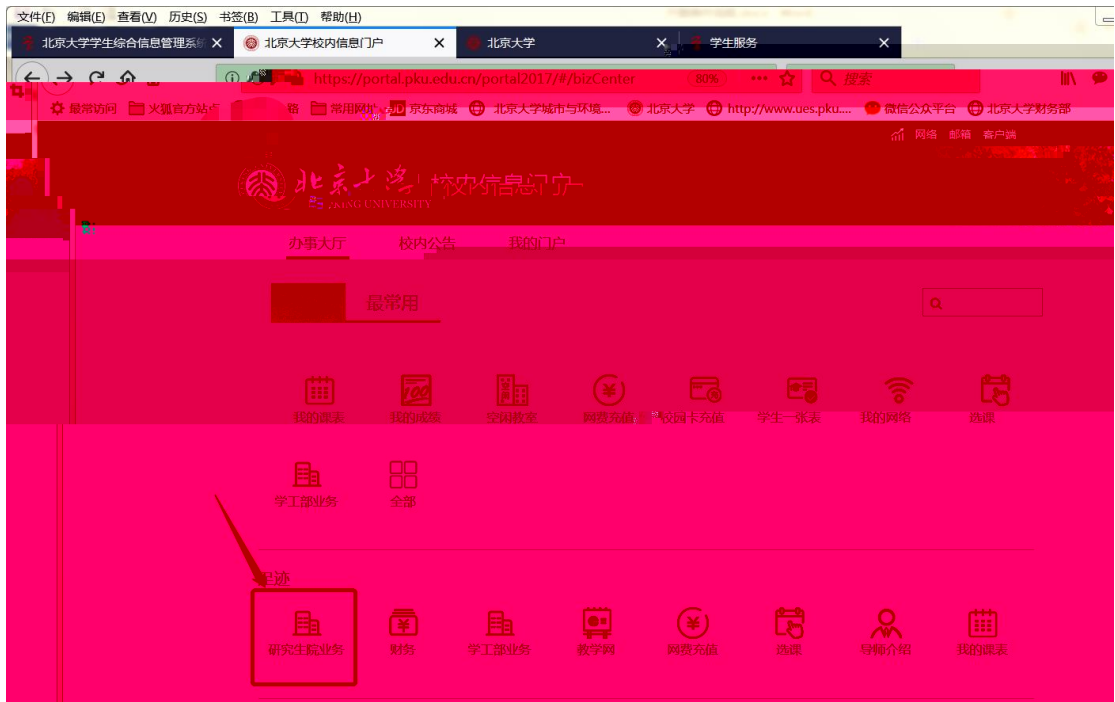 文件(F) 编辑(E) 查看(V) 历史(S) 书签(B) 工具(T) 帮助(H)
北京大学学生综合信息管理系统 北京大学校内信息门户 北京大学 学生服务
https://portal.pku.edu.cn/portal2017/#/bizCenter 80% 搜索
最常访问 火狐官方站点 常用网址 JD 京东商城 北京大学城市与环境... 北京大学 http://www.ues.pku.... 微信公众平台 北京大学财务部
网络 邮箱 客户端
北京大学 校内信息门户
PEKING UNIVERSITY
办事大厅 校内公告 我的门户
最常用
我的课表 我的成绩 空闲教室 网费充值 校园卡充值 学生一张表 我的网络 选课
学工部业务 全部
足迹
研究生院业务 财务 学工部业务 教学网 网费充值 选课 导师介绍 我的课表